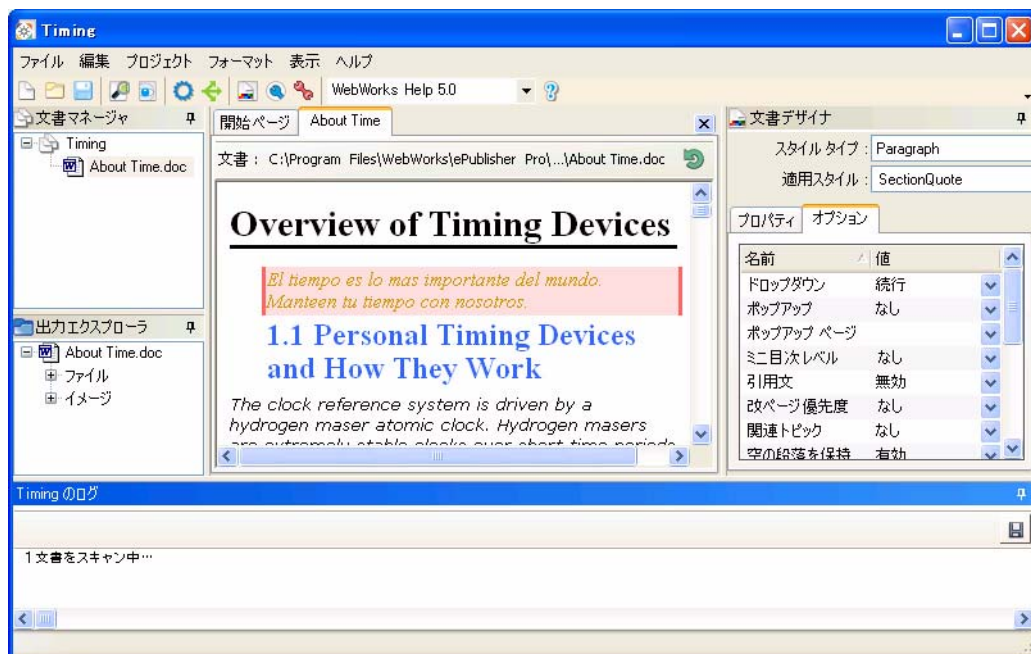 Timing
ファイル 編集 プロジェクト フォーマット 表示 ヘルプ
WebWorks Help 5.0
文書マネージャ
Timing
About Time.doc
出力エクスプローラ
About Time.doc
ファイル
イメージ
開始ページ About Time
文書 : C:\Program Files\WebWorks\ePublisher Pro\...\About Time.doc
Overview of Timing Devices
El tiempo es lo mas importante del mundo.
Manteen tu tiempo con nosotros.
1.1 Personal Timing Devices
and How They Work
The clock reference system is driven by a
hydrogen maser atomic clock. Hydrogen masers
are extremely stable clocks over short time periods
文書デザイナ
スタイル タイプ : Paragraph
適用スタイル : SectionQuote
プロパティ オプション
名前 値
ドロップダウン 続行
ポップアップ なし
ポップアップ ページ
ミニ目次レベル なし
引用文 無効
改ページ優先度 なし
関連トピック なし
空の段落を保持 有効
Timing のログ
1 文書をスキャン中…